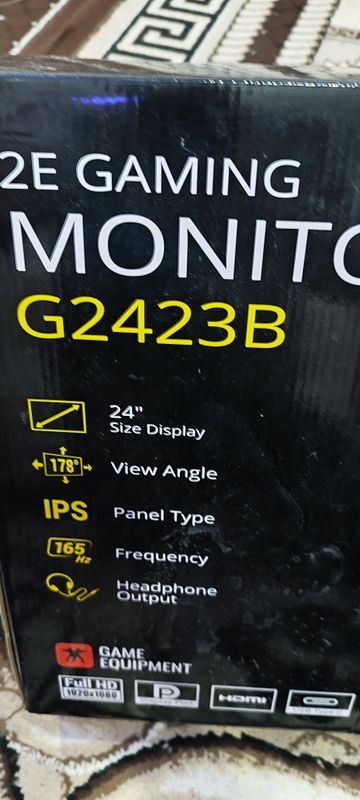 2E GAMING
MONITO
G2423B
24"
Size Display
178°
View Angle
IPS
Panel Type
165
Hz
Frequency
Headphone
Output
GAME
EQUIPMENT
Full HD
1920x1080
HDMI